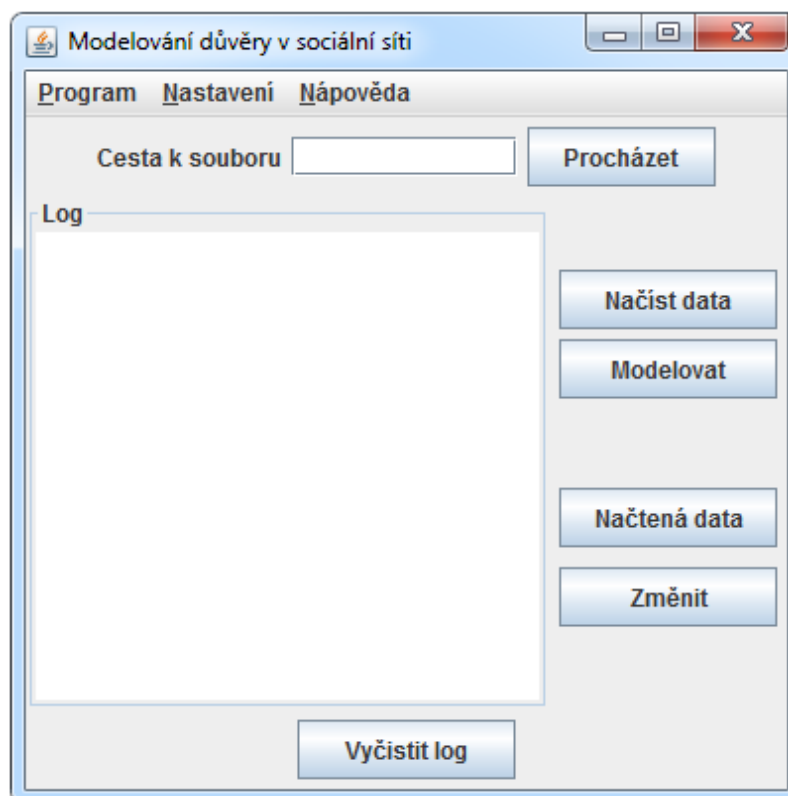 Modelování důvěry v sociální síti
Program Nastavení Nápověda
Cesta k souboru Procházet
Log
Načíst data
Modelovat
Načtená data
Změnit
Vyčistit log